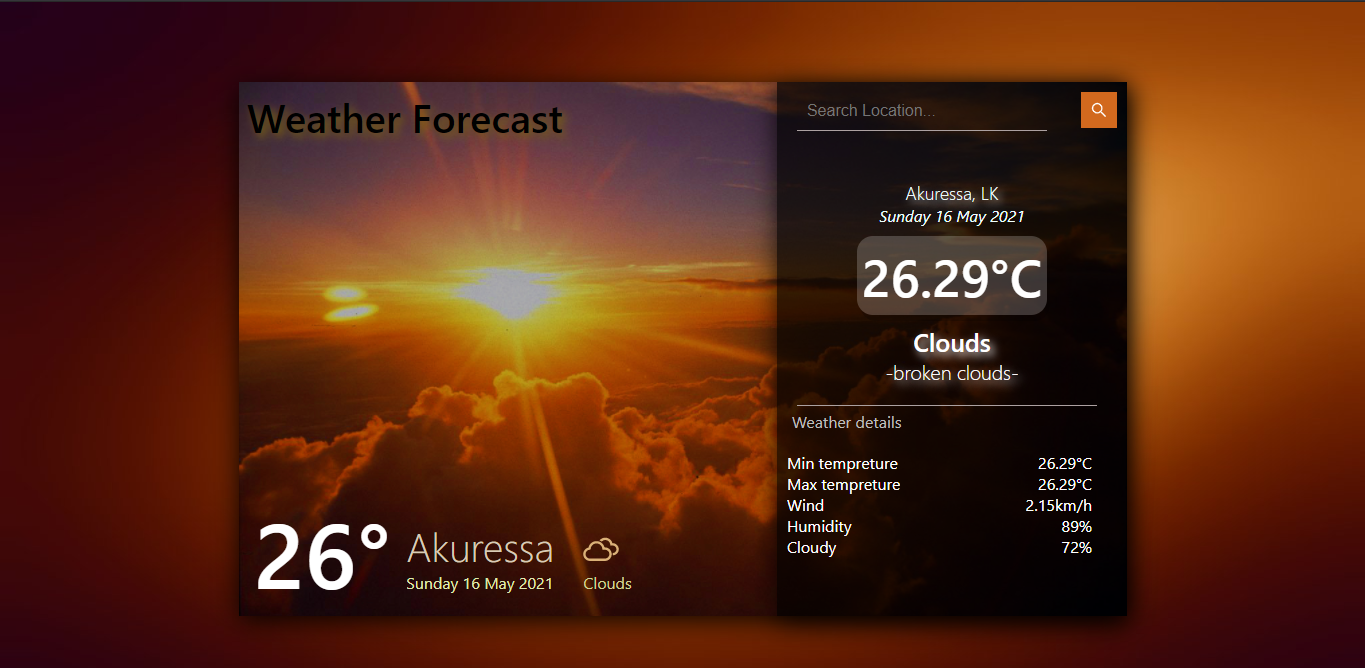 Weather Forecast
26°
Akuressa
Sunday 16 May 2021
Clouds
Search Location...
Akuressa, LK
Sunday 16 May 2021
26.29°C
Clouds
-broken clouds-
Weather details
Min tempreture 26.29°C
Max tempreture 26.29°C
Wind 2.15km/h
Humidity 89%
Cloudy 72%